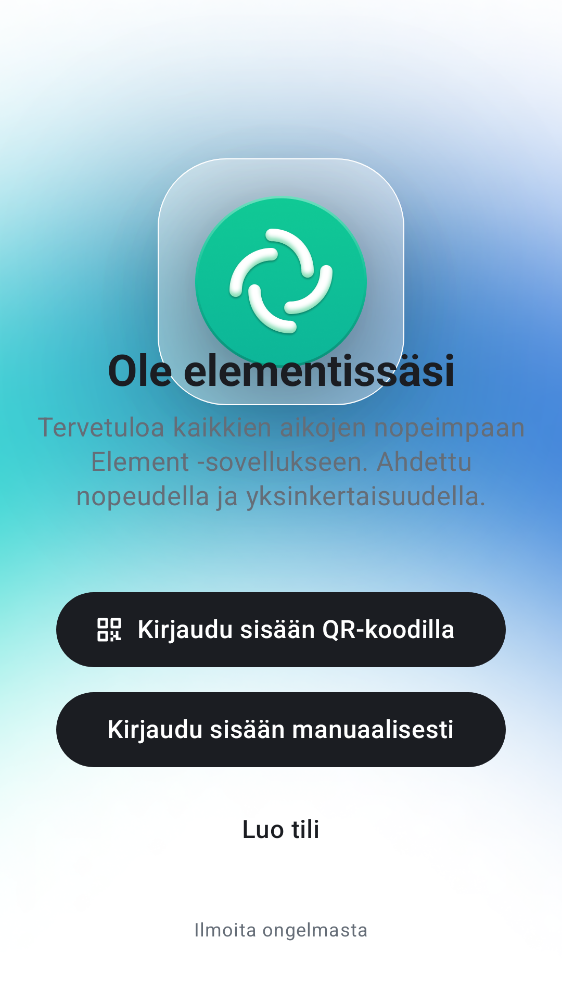 Ole elementissäsi
Tervetuloa kaikkien aikojen nopeimpaan
Element -sovellukseen. Ahdettu
nopeudella ja yksinkertaisuudella.
Kirjaudu sisään QR-koodilla
Kirjaudu sisään manuaalisesti
Luo tili
Ilmoita ongelmasta